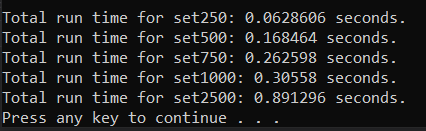 Total run time for set250: 0.0628606 seconds.
Total run time for set500: 0.168464 seconds.
Total run time for set750: 0.262598 seconds.
Total run time for set1000: 0.30558 seconds.
Total run time for set2500: 0.891296 seconds.
Press any key to continue . . .